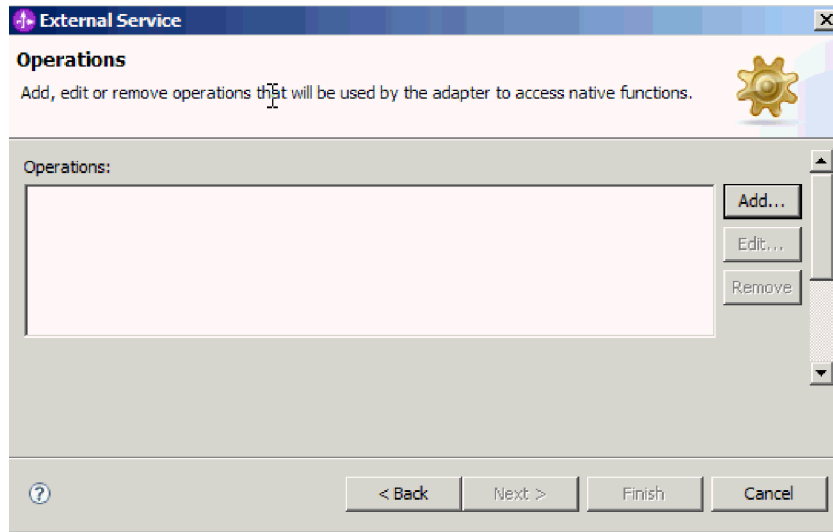 External Service
Operations
Add, edit or remove operations that will be used by the adapter to access native functions.
Operations:
Add...
Edit...
Remove
< Back
Next >
Finish
Cancel